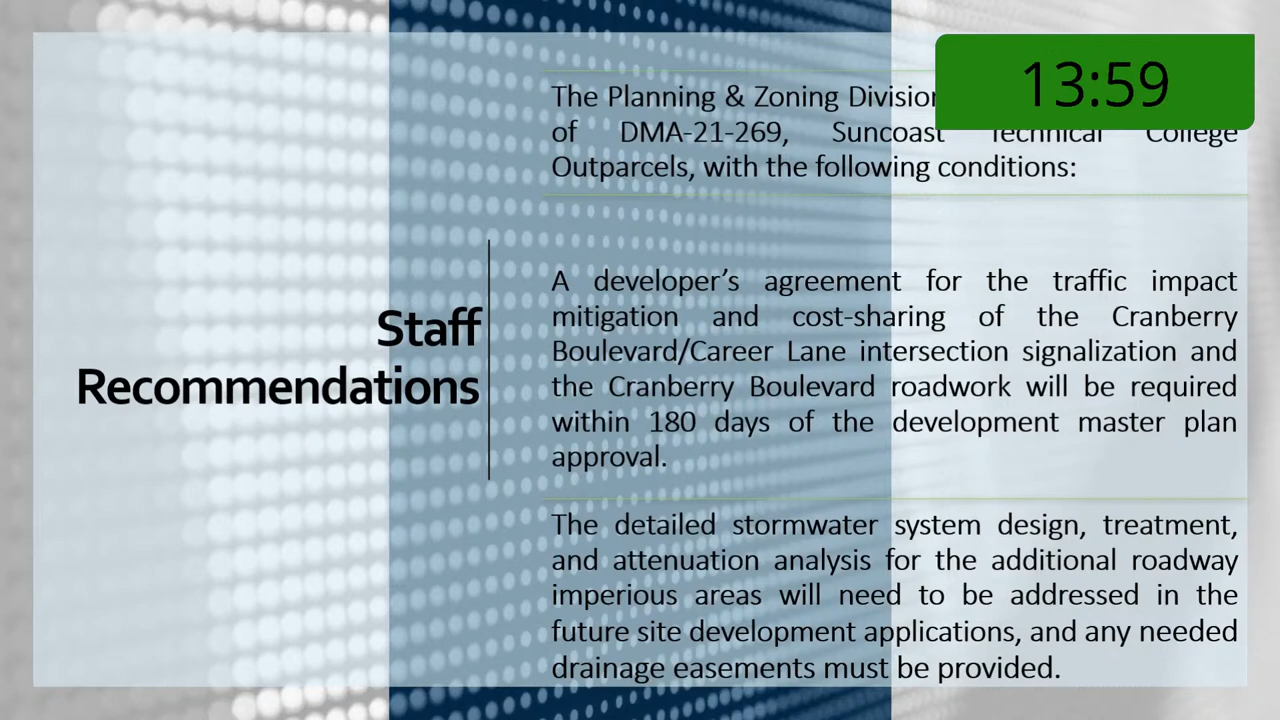 13:59
The Planning & Zoning Division
of DMA-21-269, Suncoast Technical College
Outparcels, with the following conditions:
Staff
Recommendations
A developer’s agreement for the traffic impact
mitigation and cost-sharing of the Cranberry
Boulevard/Career Lane intersection signalization and
the Cranberry Boulevard roadwork will be required
within 180 days of the development master plan
approval.
The detailed stormwater system design, treatment,
and attenuation analysis for the additional roadway
imperious areas will need to be addressed in the
future site development applications, and any needed
drainage easements must be provided.